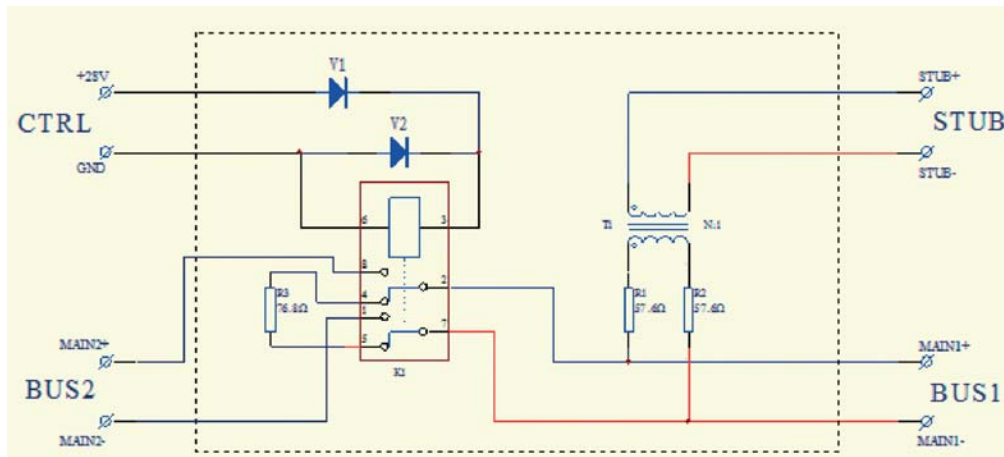 V1
+28V
STUB+
CTRL
V2
STUB
GND
STUB-
6
3
T1
N:1
8
2
R3
76.8Ω
4
1
R1
57.6Ω
R2
57.6Ω
7
5
MAIN2+
K1
MAIN1+
BUS2
BUS1
MAIN2-
MAIN1-